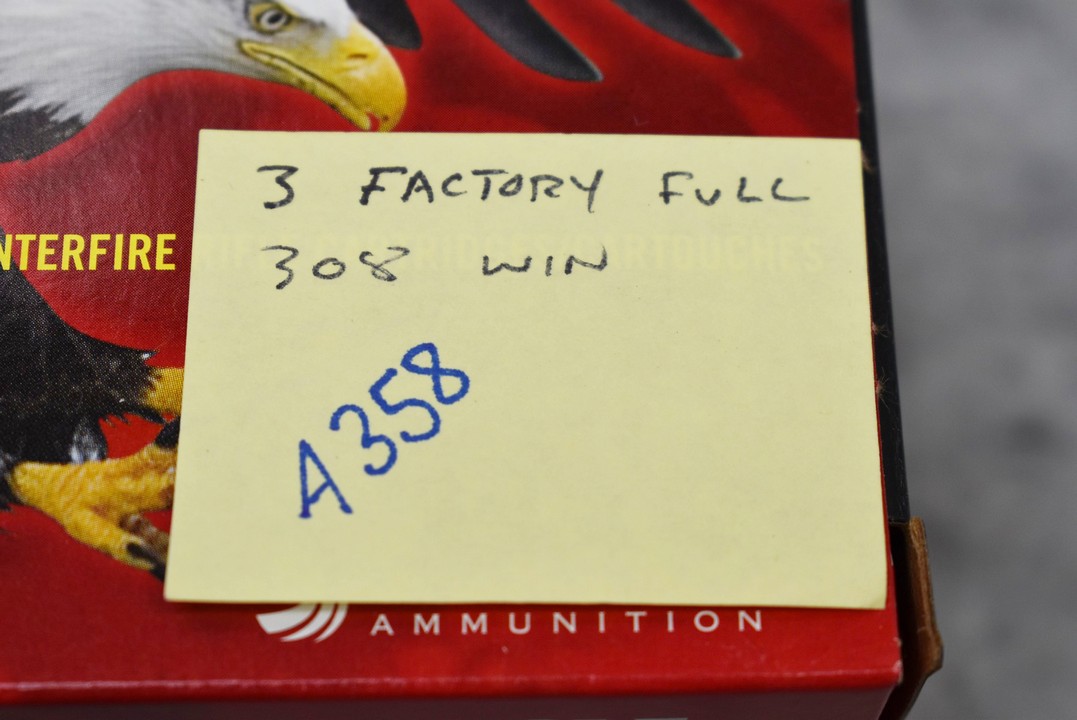 3 FACTORY FULL
NTERFIRE
308 WIN
A358
AMMUNITION